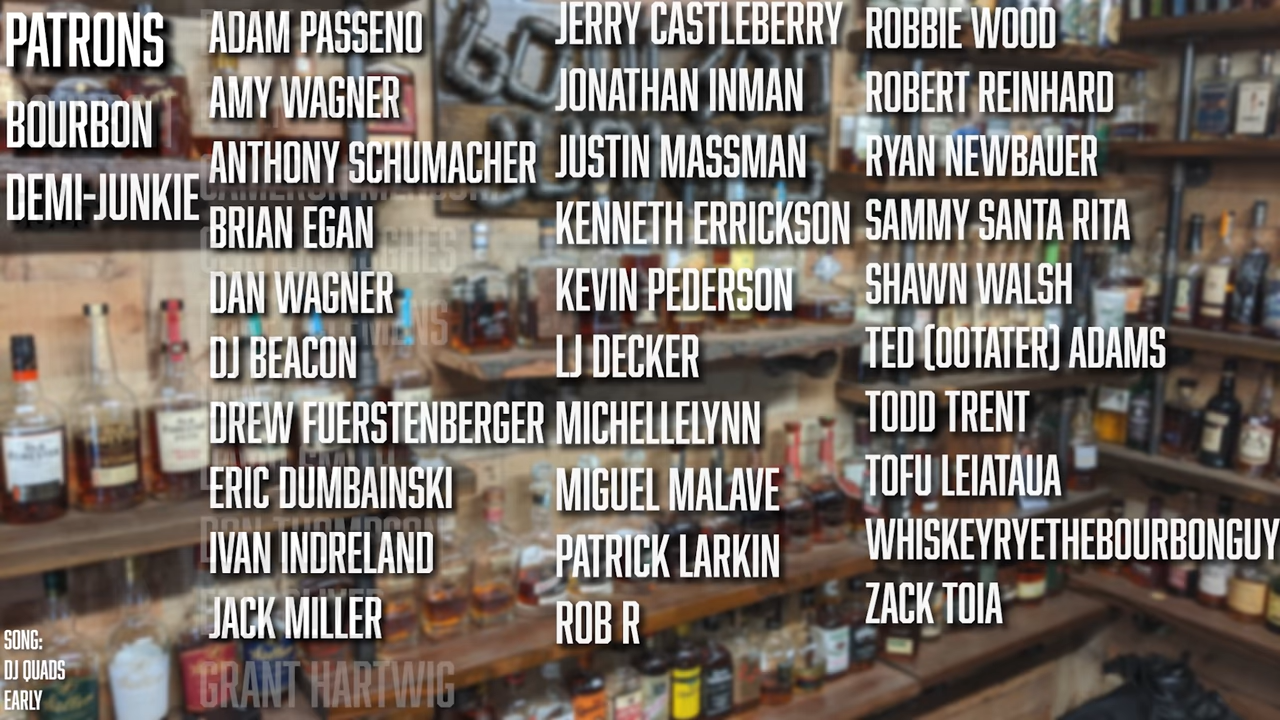 PATRONS
BOURBON
DEMI-JUNKIE
ADAM PASSENO
AMY WAGNER
ANTHONY SCHUMACHER
BRIAN EGAN
DAN WAGNER
DJ BEACON
DREW FUERSTENBERGER
ERIC DUMBAINSKI
IVAN INDRELAND
JACK MILLER
GRANT HARTWIG
JERRY CASTLEBERRY
JONATHAN INMAN
JUSTIN MASSMAN
KENNETH ERRICKSON
KEVIN PEDERSON
LJ DECKER
MICHELLELYNN
MIGUEL MALAVE
PATRICK LARKIN
ROB R
ROBBIE WOOD
ROBERT REINHARD
RYAN NEWBAUER
SAMMY SANTA RITA
SHAWN WALSH
TED (OOTATER) ADAMS
TODD TRENT
TOFU LEIATAUA
WHISKEYRYETHEBOURBONGUY
ZACK TOIA
SONG:
DJ QUADS
EARLY